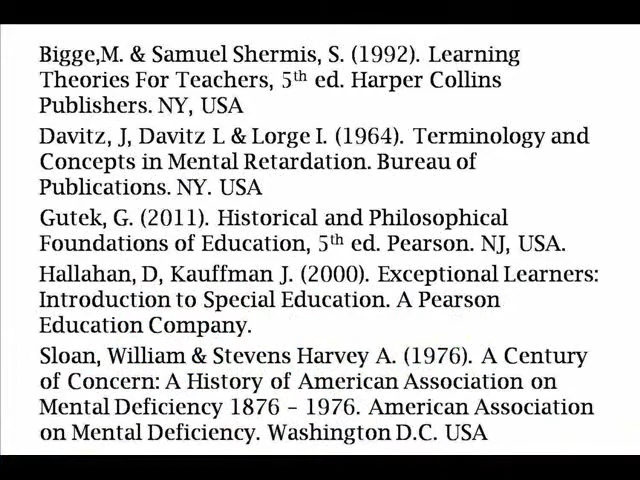 Bigge,M. & Samuel Shermis, S. (1992). Learning
Theories For Teachers, 5th ed. Harper Collins
Publishers. NY, USA
Davitz, J, Davitz L & Lorge I. (1964). Terminology and
Concepts in Mental Retardation. Bureau of
Publications. NY. USA
Gutek, G. (2011). Historical and Philosophical
Foundations of Education, 5th ed. Pearson. NJ, USA.
Hallahan, D, Kauffman J. (2000). Exceptional Learners:
Introduction to Special Education. A Pearson
Education Company.
Sloan, William & Stevens Harvey A. (1976). A Century
of Concern: A History of American Association on
Mental Deficiency 1876 – 1976. American Association
on Mental Deficiency. Washington D.C. USA